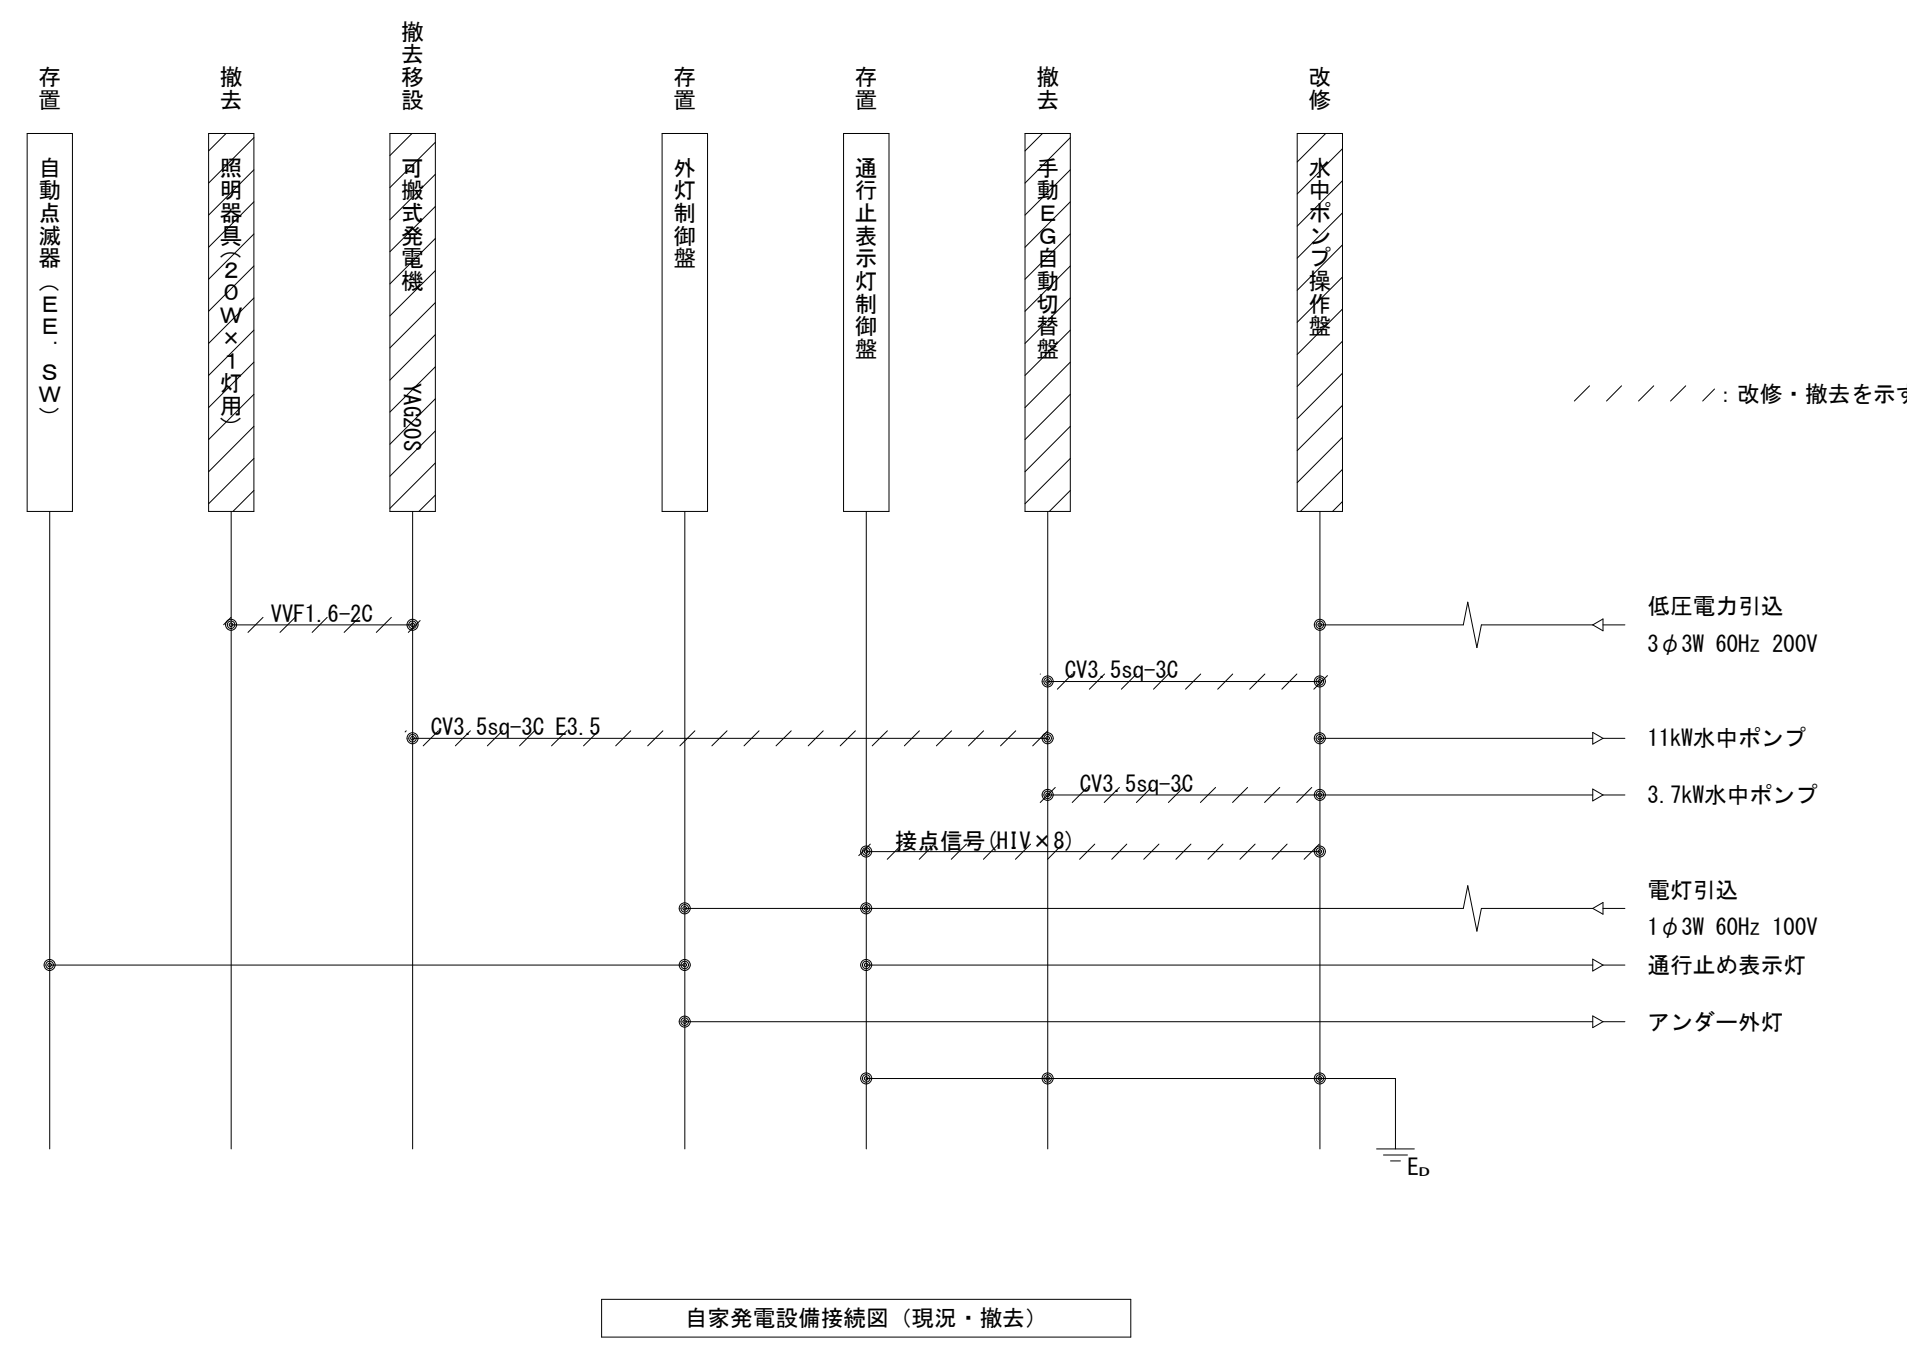 存置
撤去
撤去移設
存置
存置
撤去
改修
自動点滅器（ＥＥ．ＳＷ）
照明器具（２０Ｗ×１灯用）
可搬式発電機 YAG20S
外灯制御盤
通行止表示灯制御盤
手動ＥＧ自動切替盤
水中ポンプ操作盤
: 改修・撤去を示す
VVF1.6-2C
低圧電力引込
3φ3W 60Hz 200V
CV3.5sq-3C
CV3.5sq-3C E3.5
11kW水中ポンプ
CV3.5sq-3C
3.7kW水中ポンプ
接点信号(HIV×8)
電灯引込
1φ3W 60Hz 100V
通行止め表示灯
アンダー外灯
ED
自家発電設備接続図（現況・撤去）